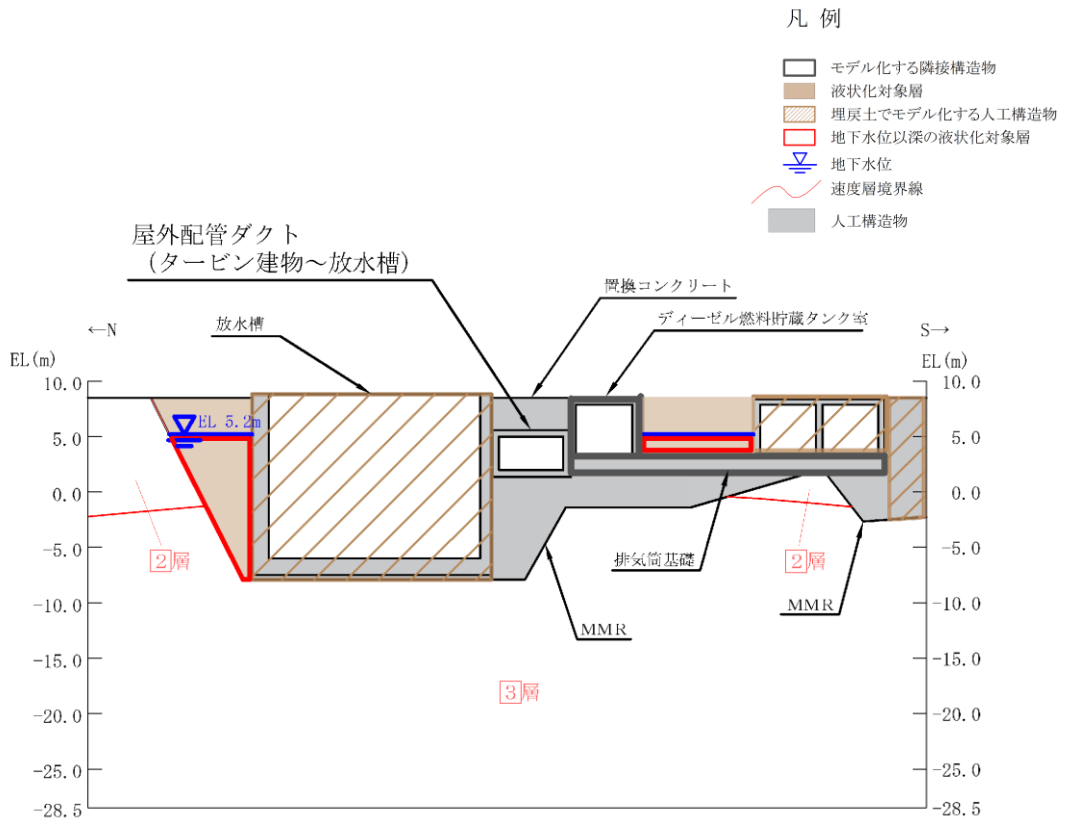 凡 例
モデル化する隣接構造物
液状化対象層
埋戻土でモデル化する人工構造物
地下水位以深の液状化対象層
地下水位
速度層境界線
人工構造物
屋外配管ダクト
（タービン建物～放水槽）
置換コンクリート
放水槽
ディーゼル燃料貯蔵タンク室
←N
S→
EL(m)
EL(m)
10.0
10.0
EL 5.2m
5.0
5.0
0.0
0.0
-5.0
-5.0
2層
排気筒基礎
2層
-10.0
-10.0
MMR
MMR
-15.0
-15.0
3層
-20.0
-20.0
-25.0
-25.0
-28.5
-28.5